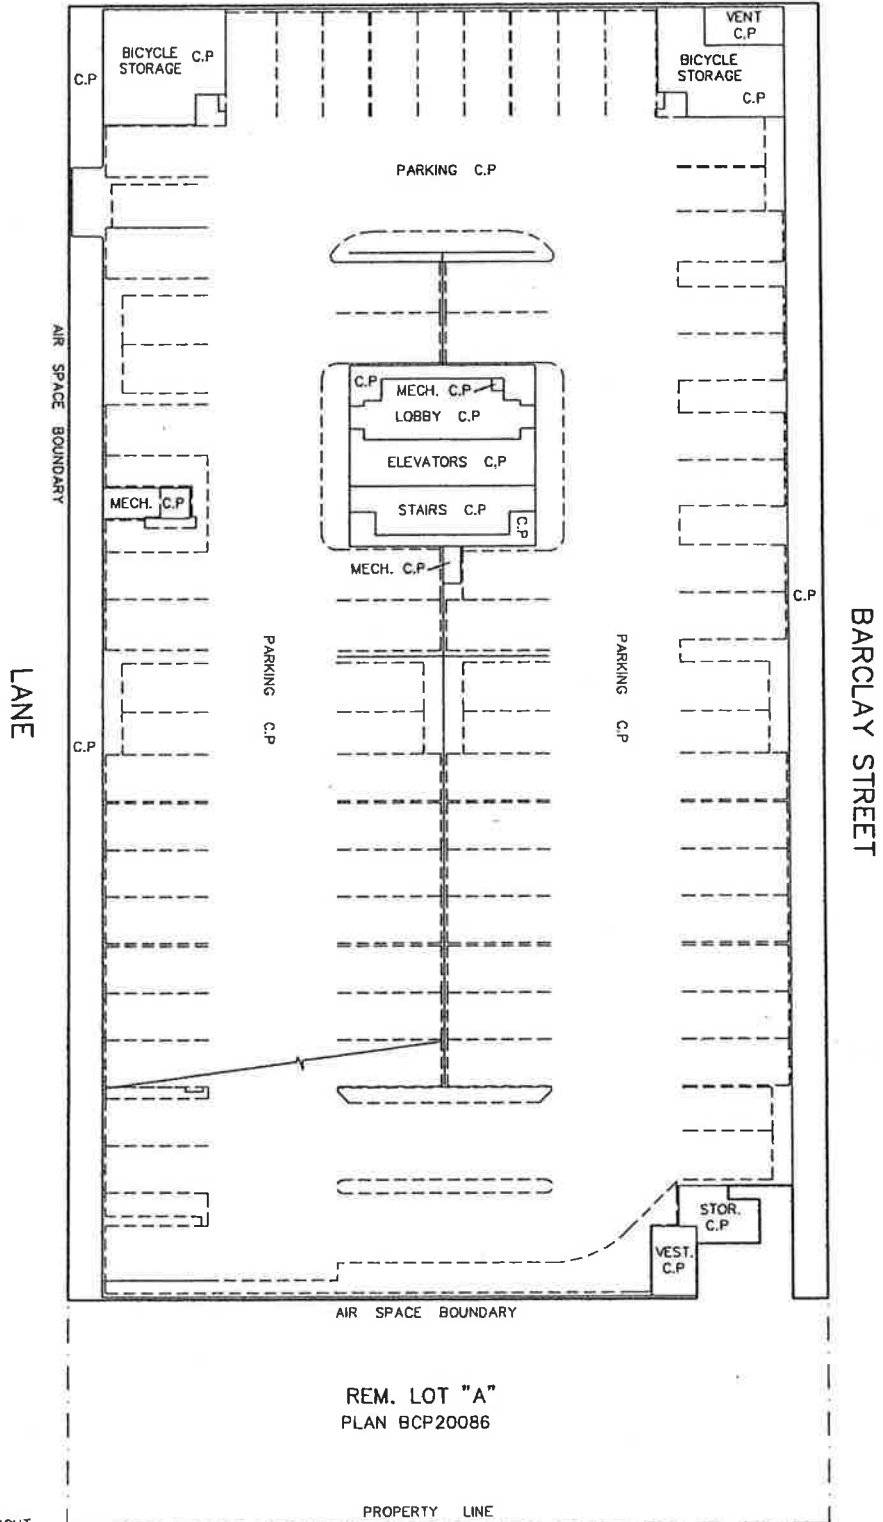 VENT
C.P
BICYCLE C.P
STORAGE
BICYCLE
STORAGE
C.P
C.P
PARKING C.P
AIR SPACE BOUNDARY
C.P
MECH. C.P
LOBBY C.P
ELEVATORS C.P
STAIRS C.P
C.P
MECH. C.P
MECH. C.P
C.P
PARKING C.P
PARKING C.P
LANE
C.P
BARCLAY STREET
STOR.
C.P
VEST.
C.P
AIR SPACE BOUNDARY
REM. LOT "A"
PLAN BCP20086
PROPERTY LINE